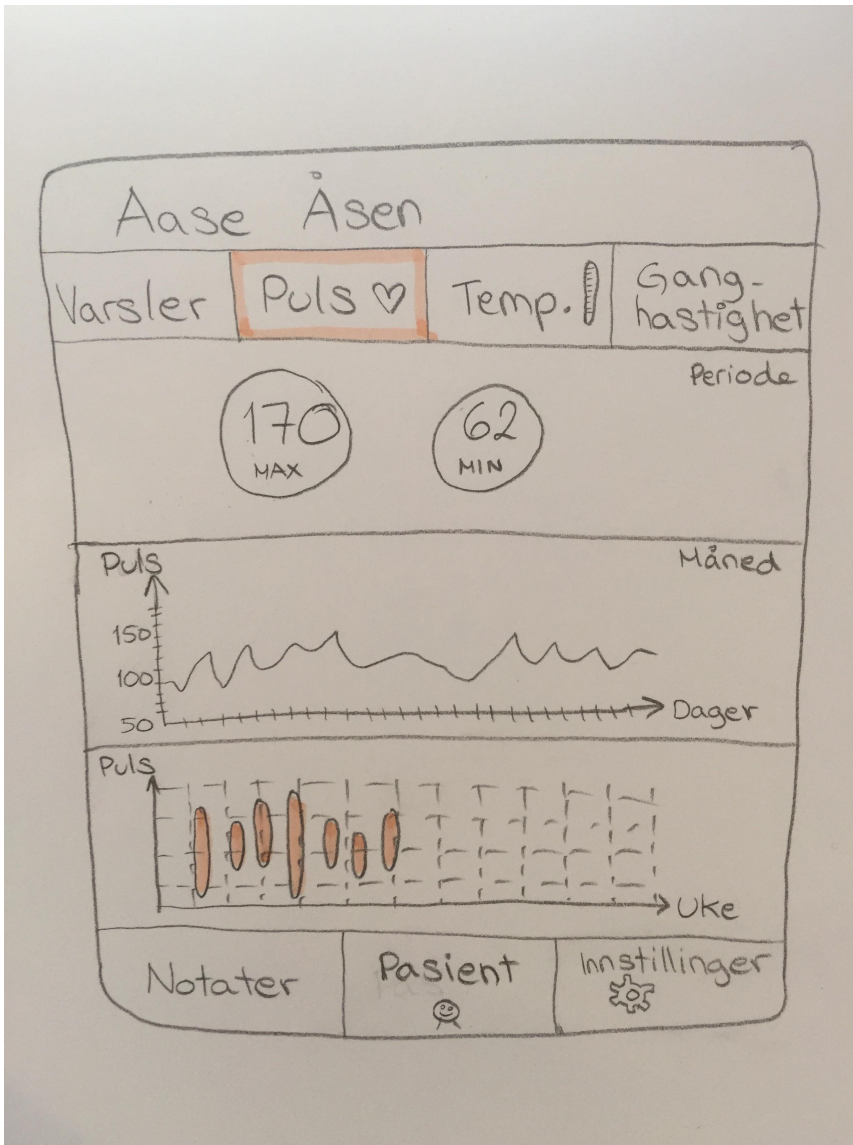 Aase Åsen
Varsler
Puls
Temp.
Gang-
hastighet
Periode
170
MAX
62
MIN
Puls
Måned
150
100
50
Dager
Puls
Uke
Notater
Pasient
Innstillinger